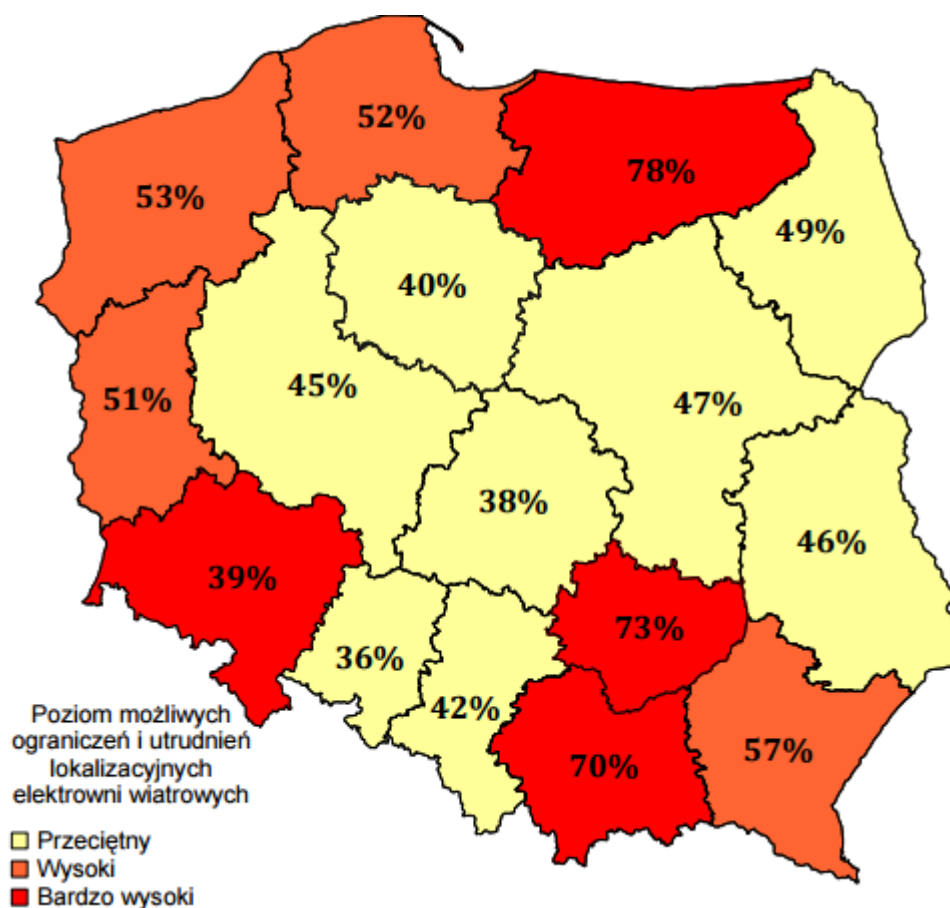 52%
53%
78%
49%
40%
45%
51%
47%
38%
46%
39%
73%
36%
42%
57%
70%
Poziom możliwych
ograniczeń i utrudnień
lokalizacyjnych
elektrowni wiatrowych
Przeciętny
Wysoki
Bardzo wysoki